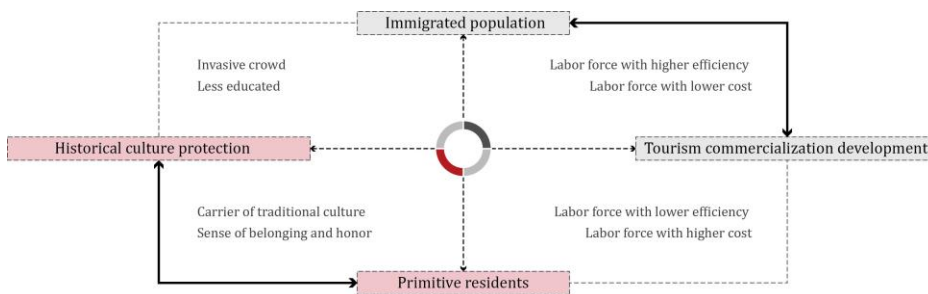 Immigrated population
Invasive crowd
Less educated
Labor force with higher efficiency
Labor force with lower cost
Historical culture protection
Tourism commercialization development
Carrier of traditional culture
Sense of belonging and honor
Labor force with lower efficiency
Labor force with higher cost
Primitive residents